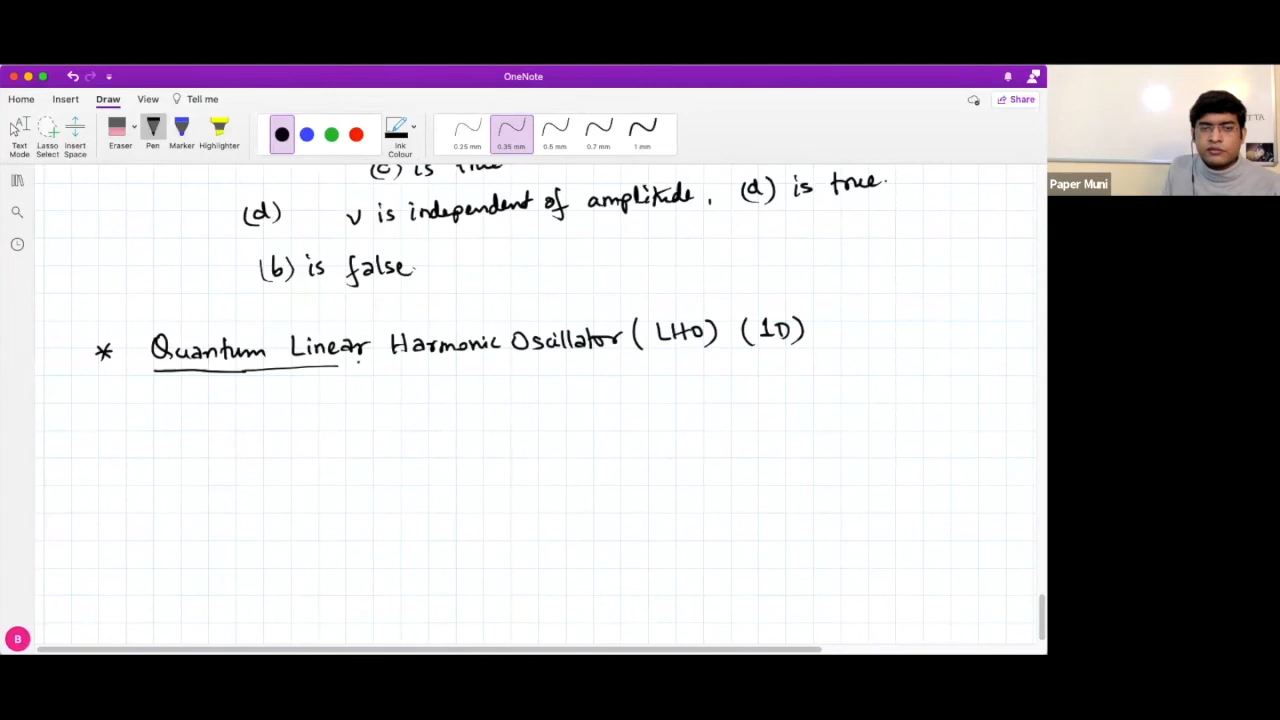 OneNote
Home Insert Draw View Tell me
Share
Text Mode
Lasso Select
Insert Space
Eraser
Pen
Marker
Highlighter
Ink Colour
0.25 mm
0.35 mm
0.5 mm
0.7 mm
1 mm
Paper Muni
(c) is true
(d) ν is independent of amplitude. (d) is true.
(b) is false.
* Quantum Linear Harmonic Oscillator (LHO) (1D)
B